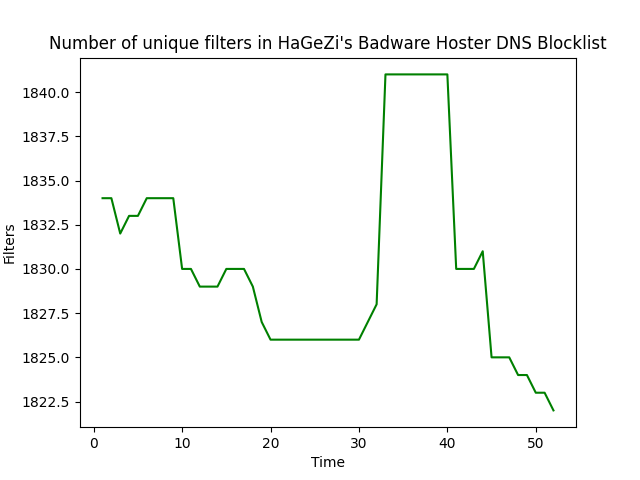 Number of unique filters in HaGeZi's Badware Hoster DNS Blocklist
1840.0
1837.5
1835.0
1832.5
1830.0
1827.5
1825.0
1822.5
Filters
0 10 20 30 40 50
Time